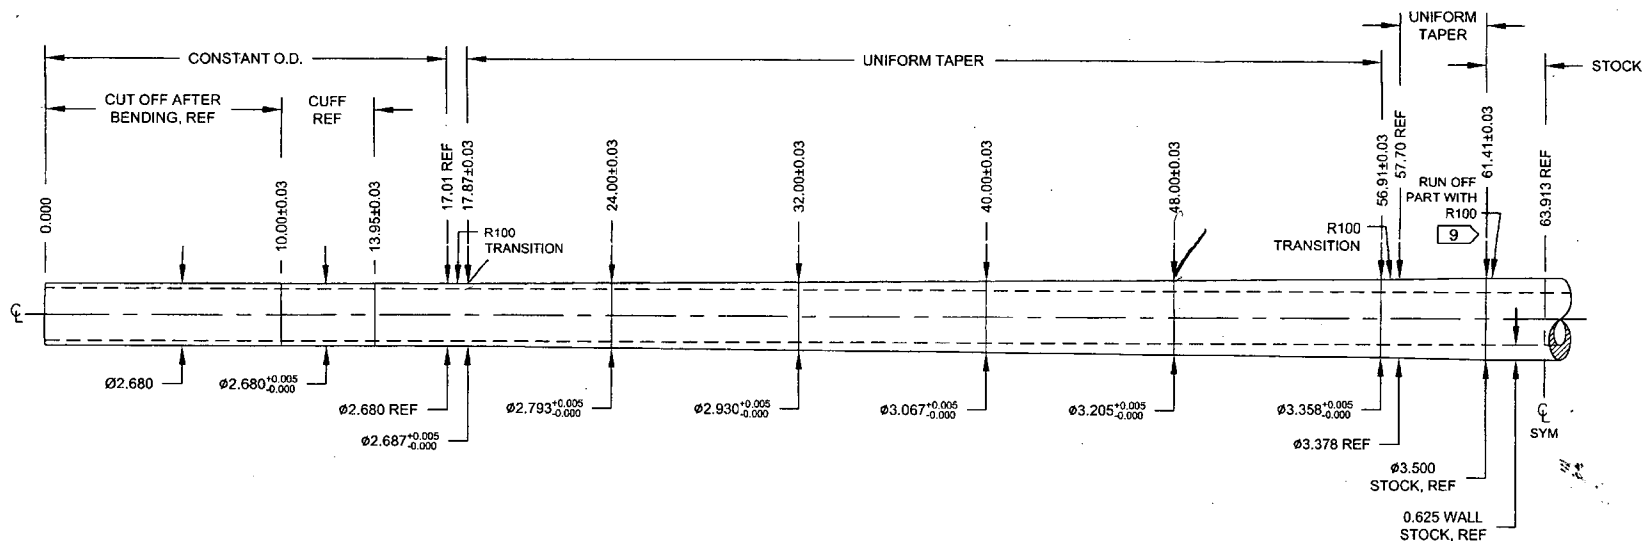 UNIFORM
TAPER
CONSTANT O.D.
UNIFORM TAPER
STOCK
CUT OFF AFTER
BENDING, REF
CUFF
REF
0.000
10.00±0.03
13.95±0.03
17.01 REF
17.87±0.03
24.00±0.03
32.00±0.03
40.00±0.03
48.00±0.03
56.91±0.03
57.70 REF
61.41±0.03
63.913 REF
R100
TRANSITION
R100
TRANSITION
RUN OFF
PART WITH
R100
9
℄
Ø2.680
Ø2.680+0.005 -0.000
Ø2.680 REF
Ø2.687+0.005 -0.000
Ø2.793+0.005 -0.000
Ø2.930+0.005 -0.000
Ø3.067+0.005 -0.000
Ø3.205+0.005 -0.000
Ø3.358+0.005 -0.000
Ø3.378 REF
Ø3.500
STOCK, REF
0.625 WALL
STOCK, REF
℄
SYM